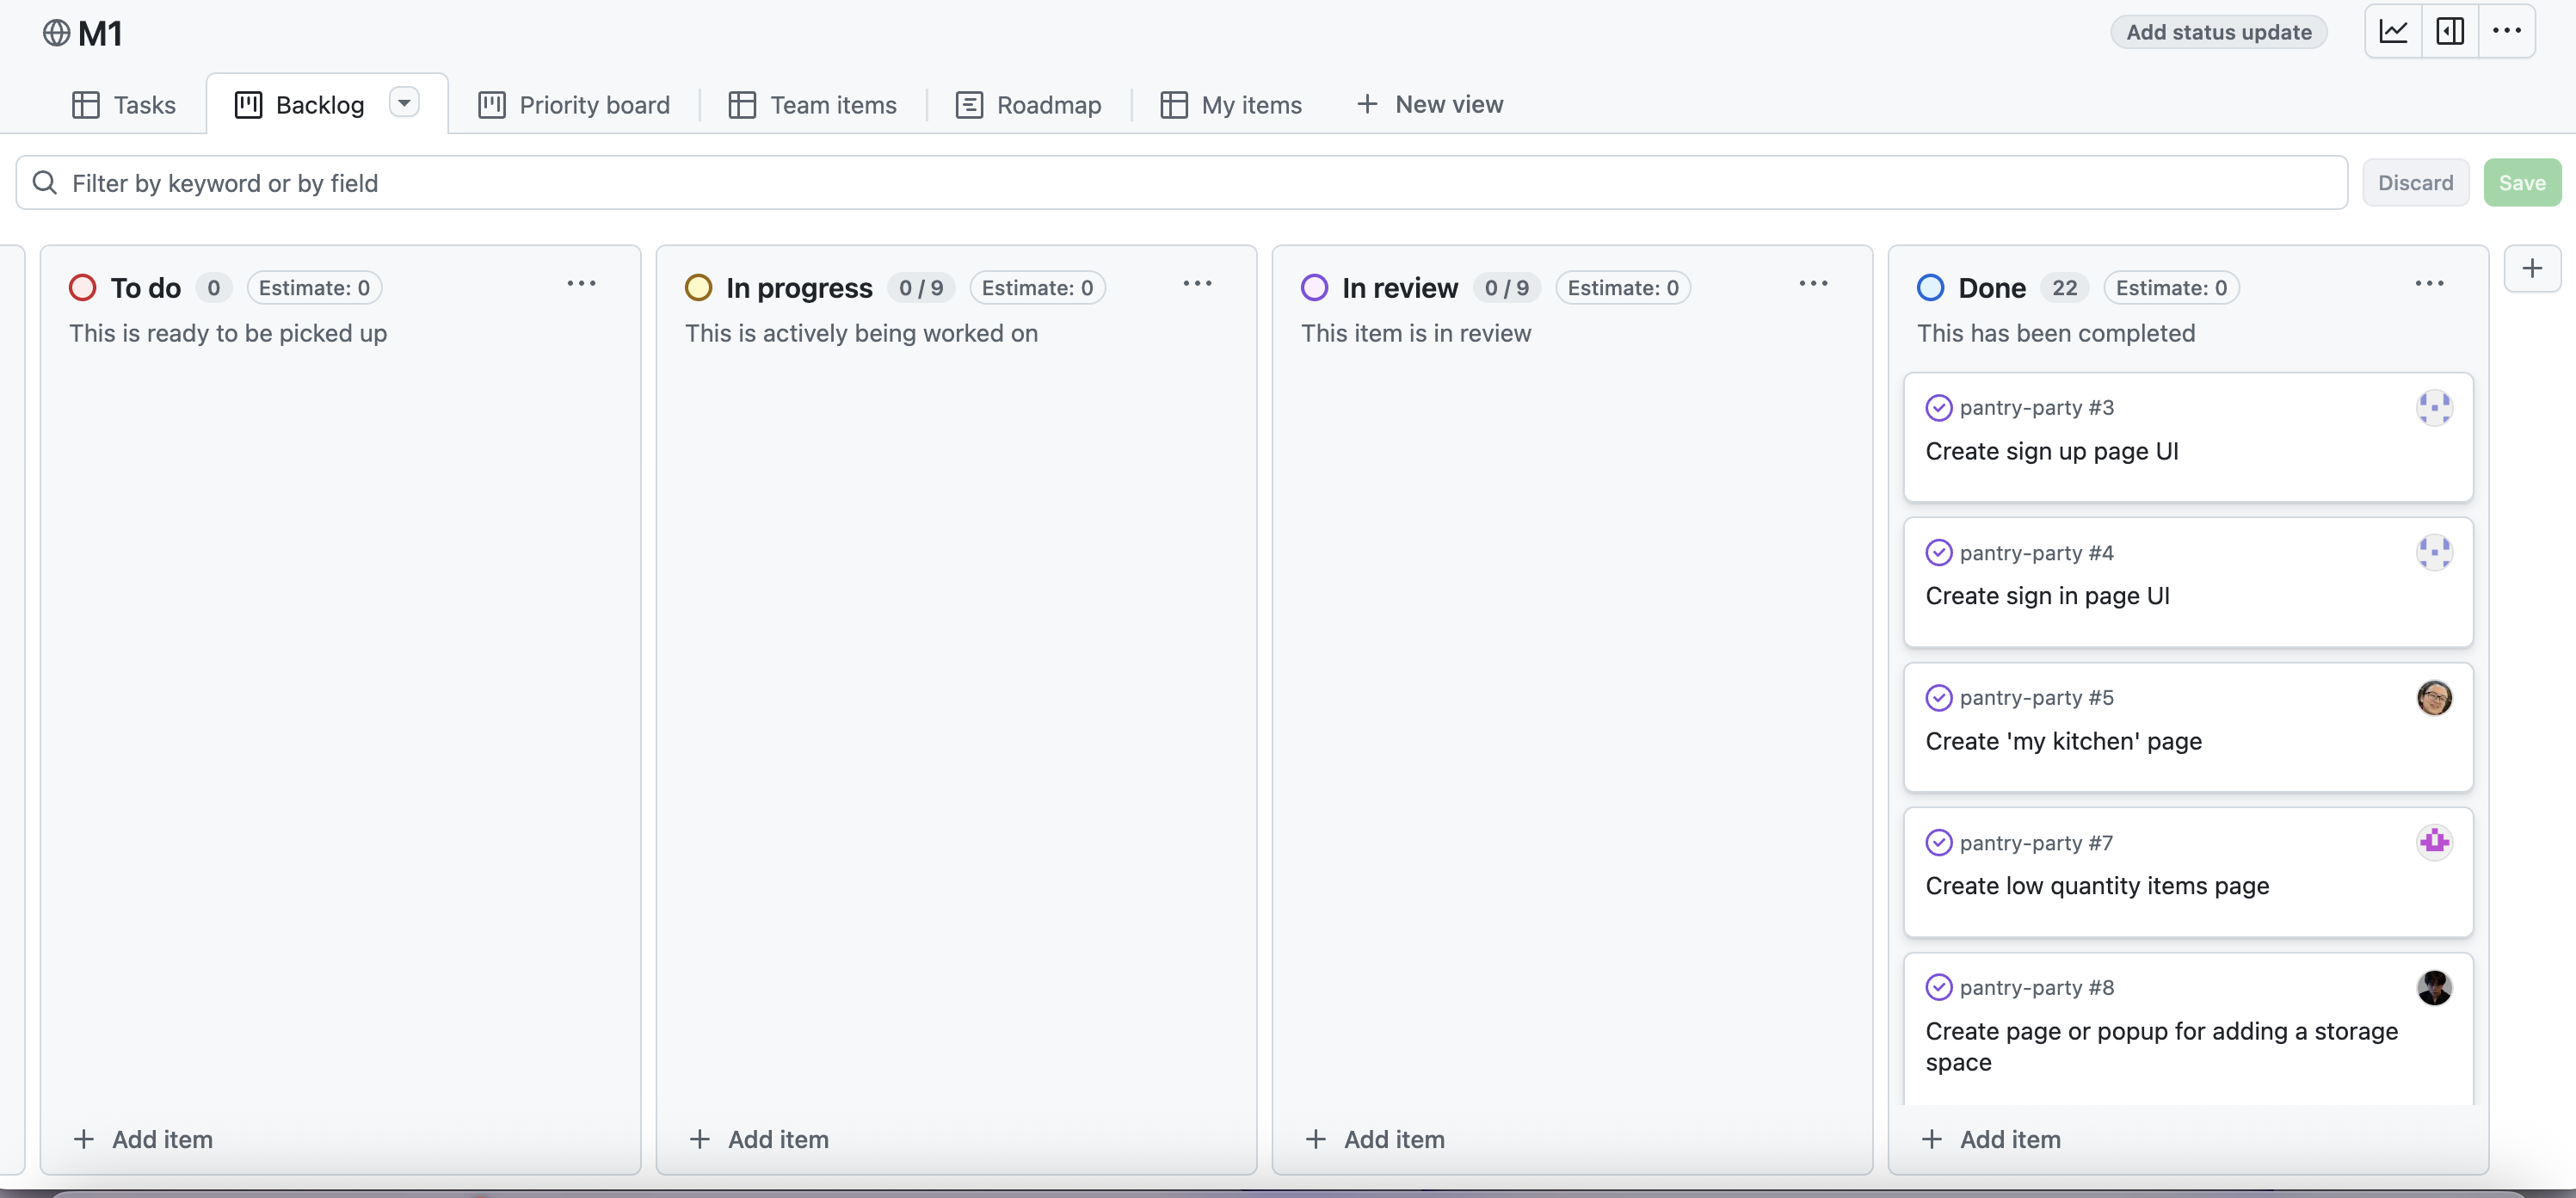 M1
Add status update
Tasks
Backlog
Priority board
Team items
Roadmap
My items
New view
Filter by keyword or by field
Discard
Save
To do 0 Estimate: 0
This is ready to be picked up
Add item
In progress 0 / 9 Estimate: 0
This is actively being worked on
Add item
In review 0 / 9 Estimate: 0
This item is in review
Add item
Done 22 Estimate: 0
This has been completed
pantry-party #3
Create sign up page UI
pantry-party #4
Create sign in page UI
pantry-party #5
Create 'my kitchen' page
pantry-party #7
Create low quantity items page
pantry-party #8
Create page or popup for adding a storage
space
Add item